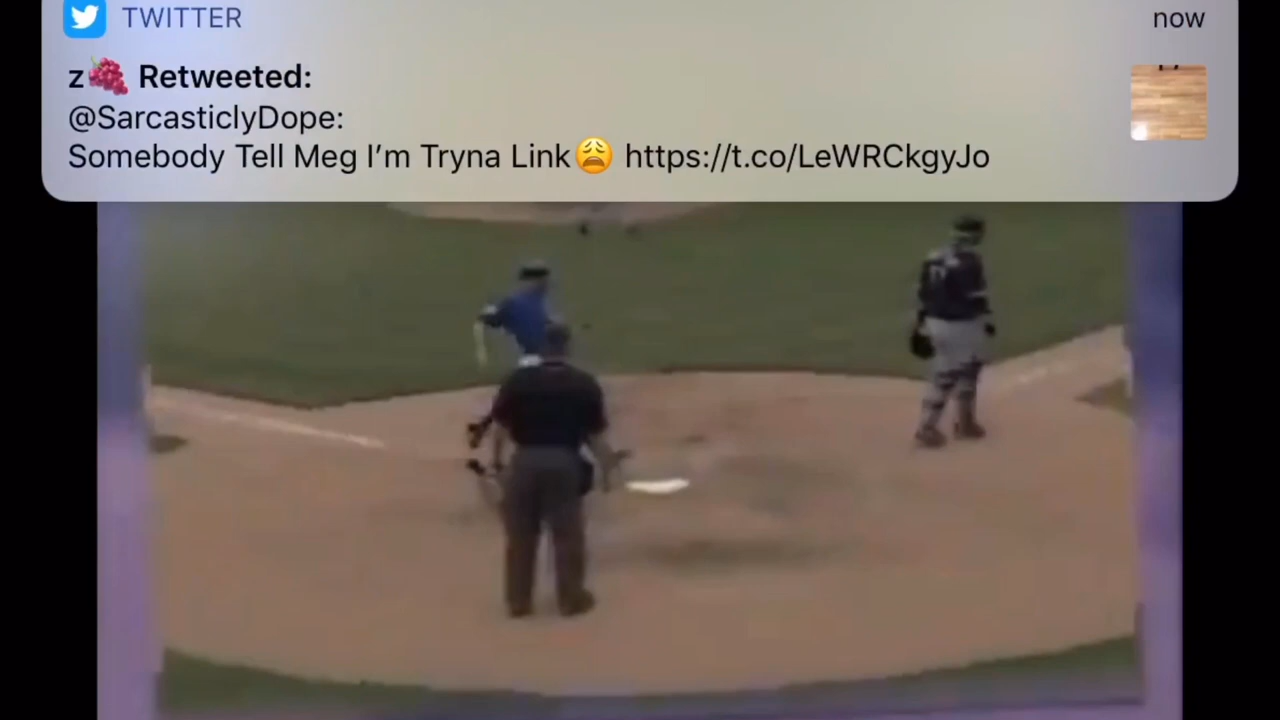 TWITTER
now
z🍇 Retweeted:
@SarcasticlyDope:
Somebody Tell Meg I’m Tryna Link😩 https://t.co/LeWRCkgyJo